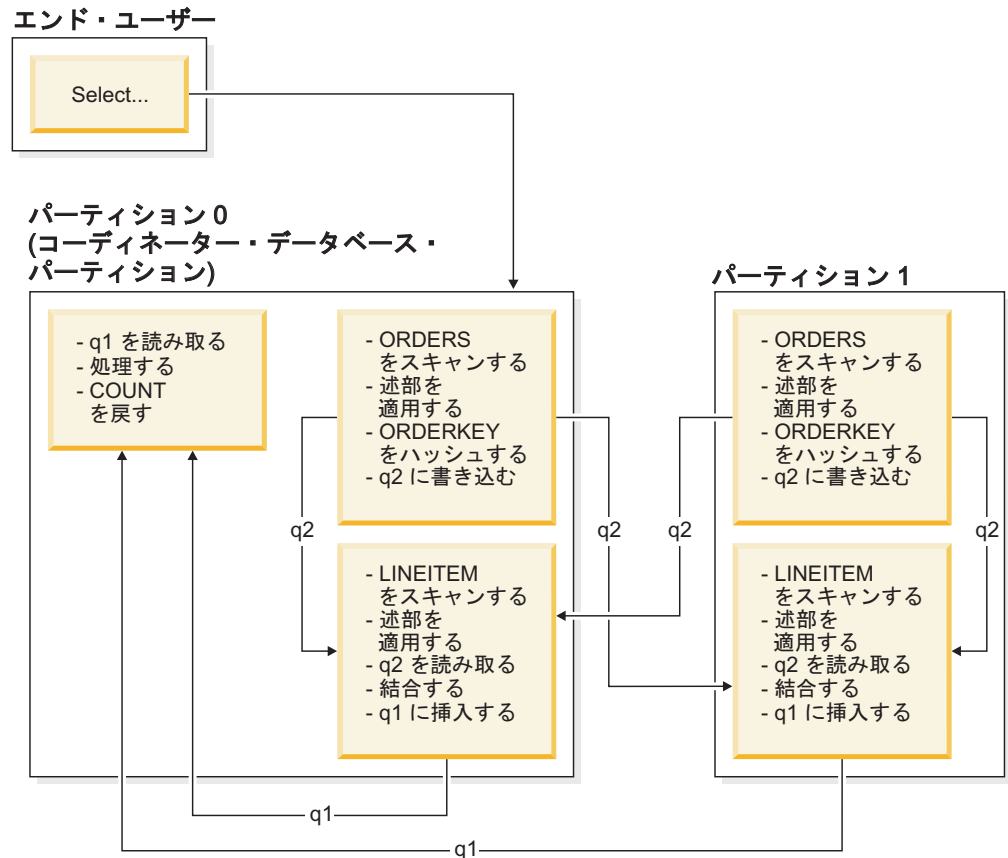 エンド・ユーザー
Select...
パーティション 0
(コーディネーター・データベース・
パーティション)
- q1 を読み取る
- 処理する
- COUNT
を戻す
- ORDERS
をスキャンする
- 述部を
適用する
- ORDERKEY
をハッシュする
- q2 に書き込む
パーティション 1
- ORDERS
をスキャンする
- 述部を
適用する
- ORDERKEY
をハッシュする
- q2 に書き込む
q2
q2
q2
q2
- LINEITEM
をスキャンする
- 述部を
適用する
- q2 を読み取る
- 結合する
- q1 に挿入する
- LINEITEM
をスキャンする
- 述部を
適用する
- q2 を読み取る
- 結合する
- q1 に挿入する
q1
q1